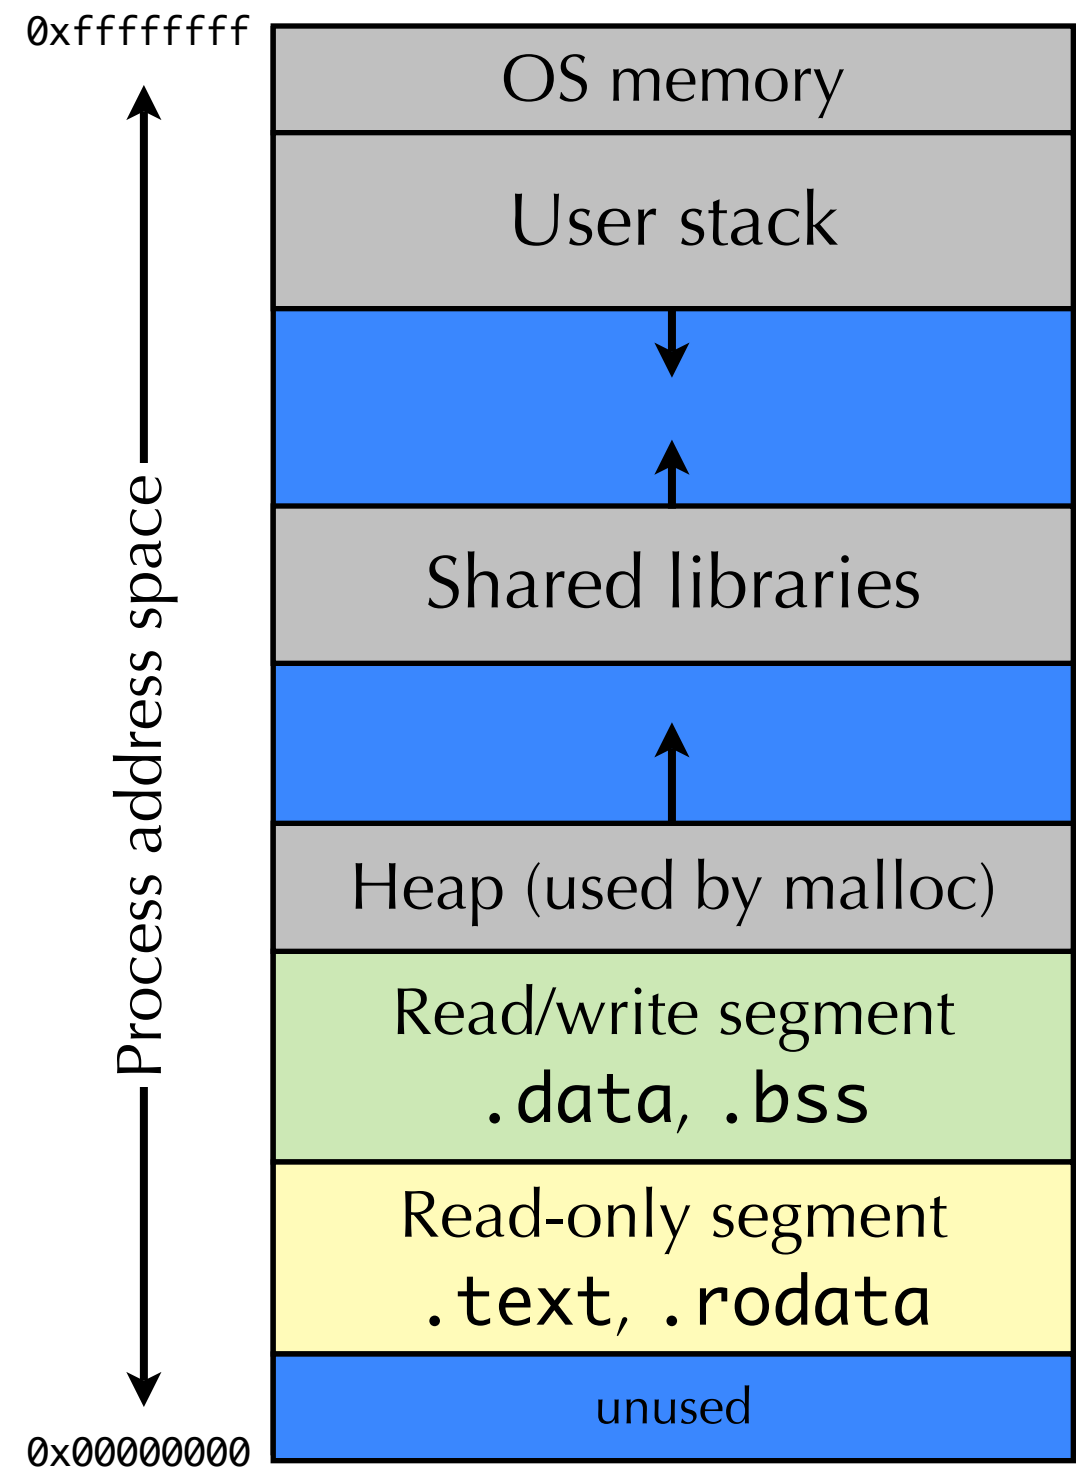 0xffffffff
OS memory
User stack
Shared libraries
Process address space
Heap (used by malloc)
Read/write segment
.data, .bss
Read-only segment
.text, .rodata
unused
0x00000000